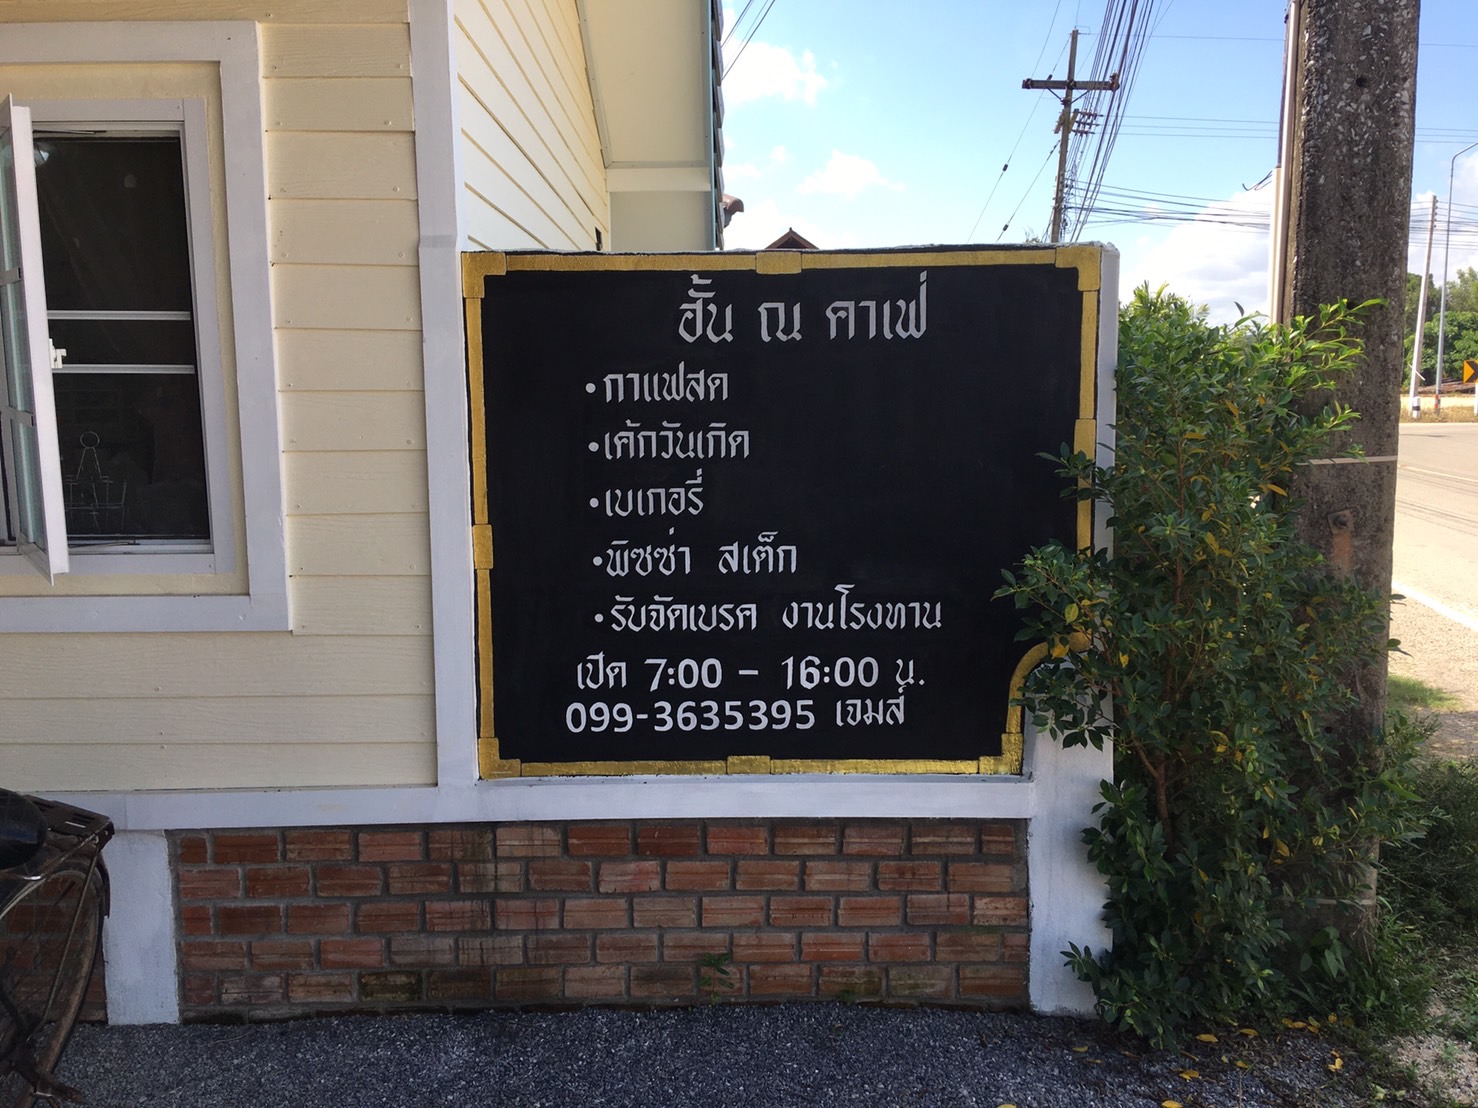 ฮั้น ณ คาเฟ่
•กาแฟสด
•เค้กวันเกิด
•เบเกอรี่
•พิซซ่า สเต็ก
•รับจัดเบรค งานโรงทาน
เปิด 7:00 - 16:00 น.
099-3635395 เจมส์